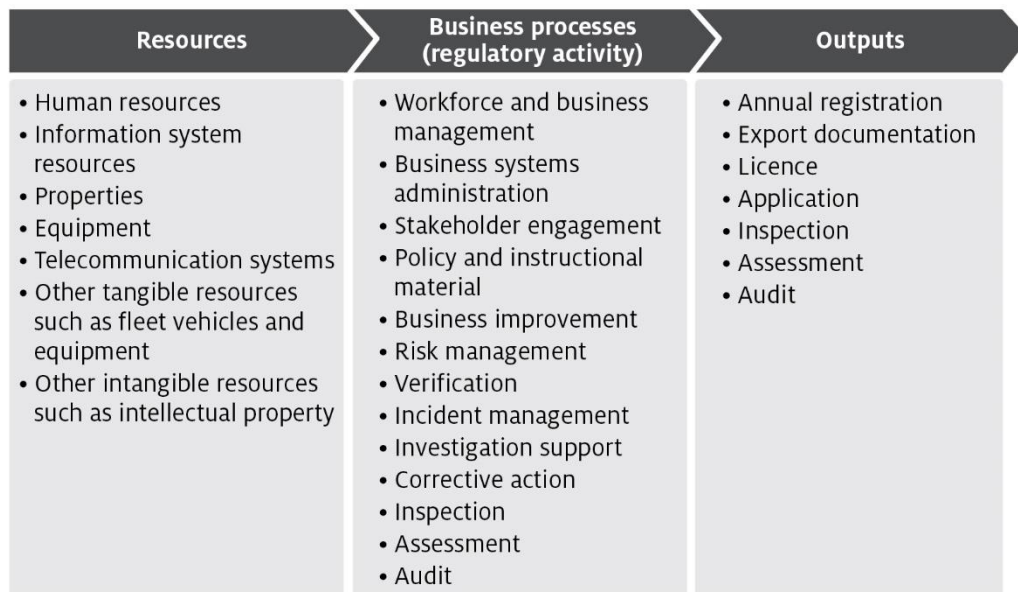 Resources
Business processes
(regulatory activity)
Outputs
• Human resources
• Information system
resources
• Properties
• Equipment
• Telecommunication systems
• Other tangible resources
such as fleet vehicles and
equipment
• Other intangible resources
such as intellectual property
• Workforce and business
management
• Business systems
administration
• Stakeholder engagement
• Policy and instructional
material
• Business improvement
• Risk management
• Verification
• Incident management
• Investigation support
• Corrective action
• Inspection
• Assessment
• Audit
• Annual registration
• Export documentation
• Licence
• Application
• Inspection
• Assessment
• Audit